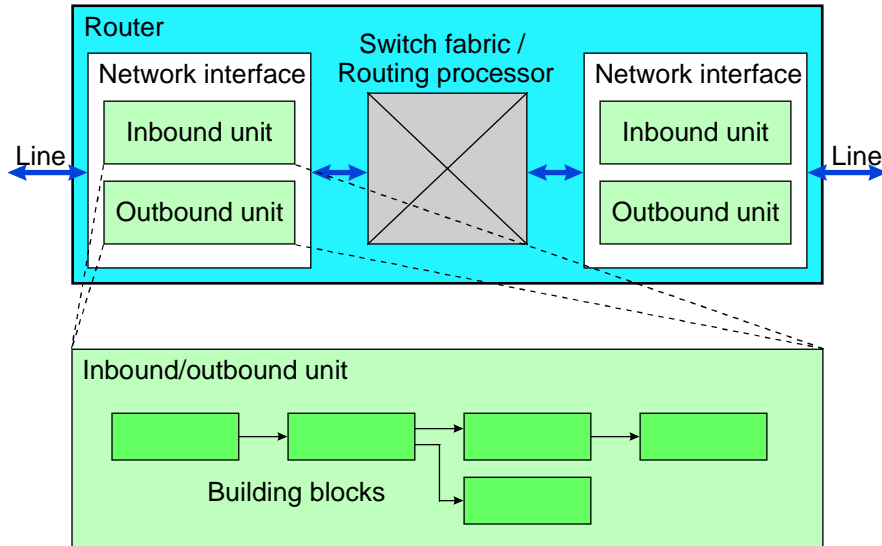 Router
Switch fabric /
Routing processor
Network interface
Network interface
Inbound unit
Inbound unit
Line
Line
Outbound unit
Outbound unit
Inbound/outbound unit
Building blocks